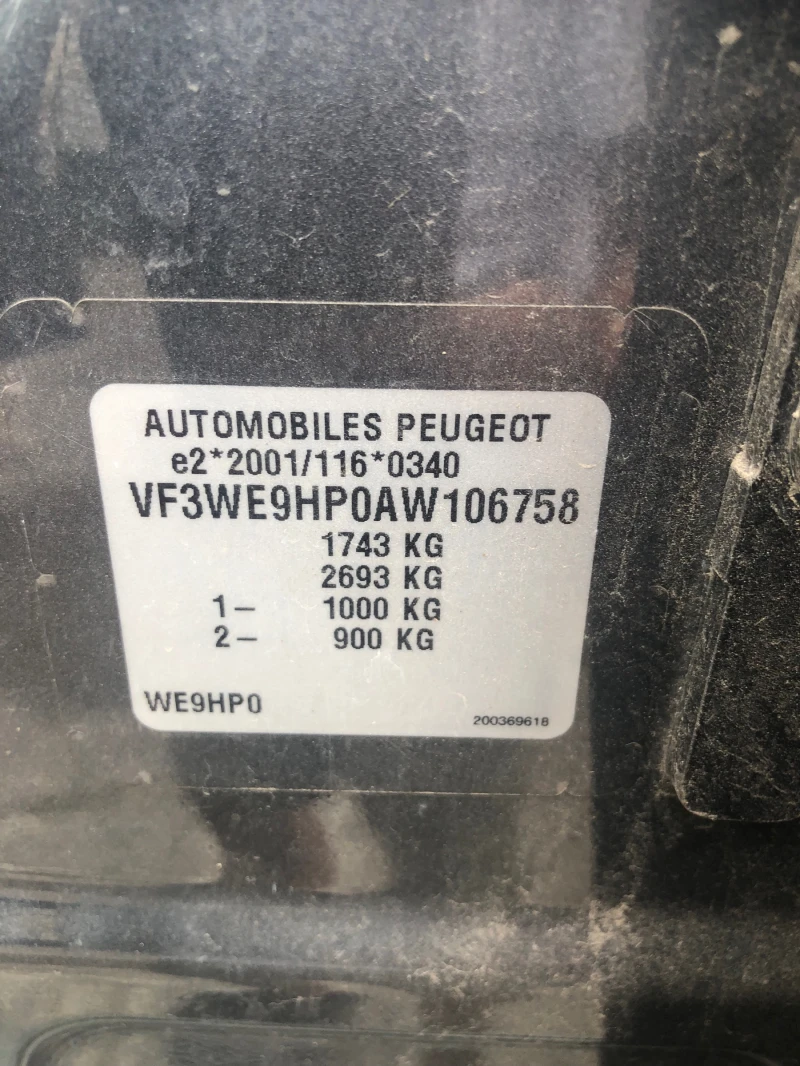 AUTOMOBILES PEUGEOT
e2*2001/116*0340
VF3WE9HP0AW106758
1743 KG
2693 KG
1- 1000 KG
2- 900 KG
WE9HP0
200369618